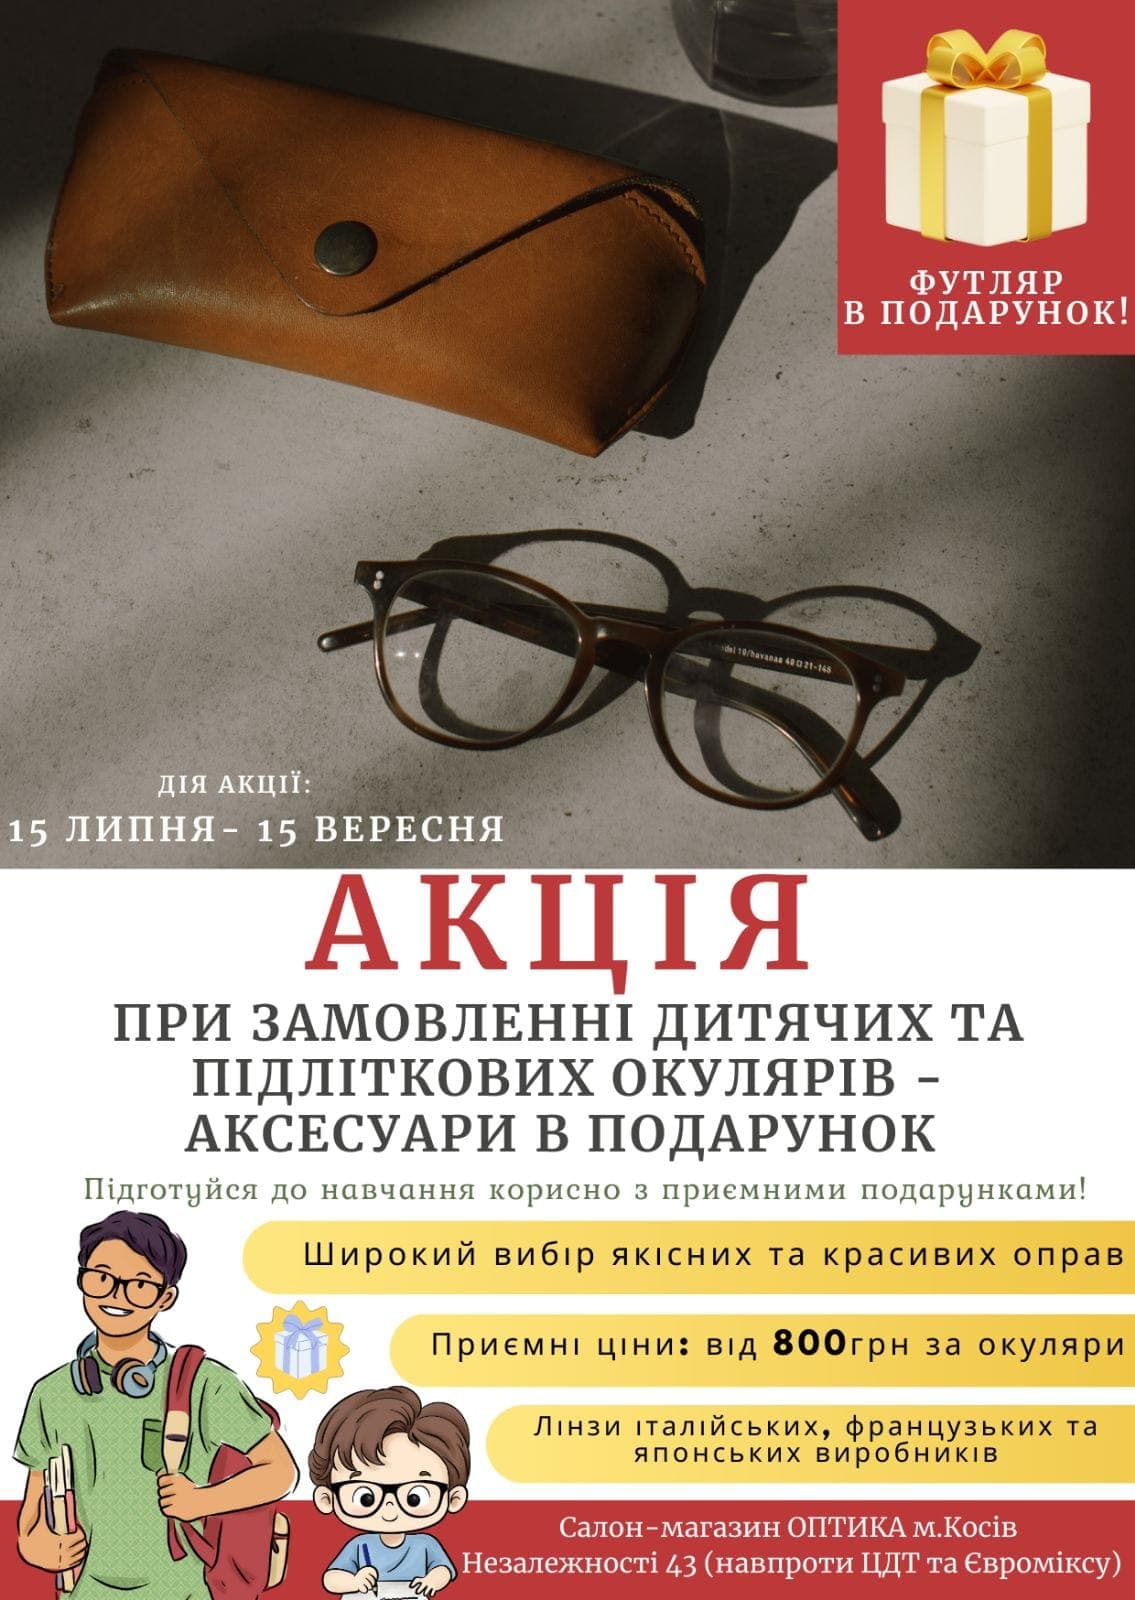 ФУТЛЯР
В ПОДАРУНОК!
ДІЯ АКЦІЇ:
15 ЛИПНЯ- 15 ВЕРЕСНЯ
АКЦІЯ
ПРИ ЗАМОВЛЕННІ ДИТЯЧИХ ТА
ПІДЛІТКОВИХ ОКУЛЯРІВ -
АКСЕСУАРИ В ПОДАРУНОК
Підготуйся до навчання корисно з приємними подарунками!
Широкий вибір якісних та красивих оправ
Приємні ціни: від 800грн за окуляри
Лінзи італійських, французьких та
японських виробників
Салон-магазин ОПТИКА м.Косів
Незалежності 43 (навпроти ЦДТ та Євроміксу)